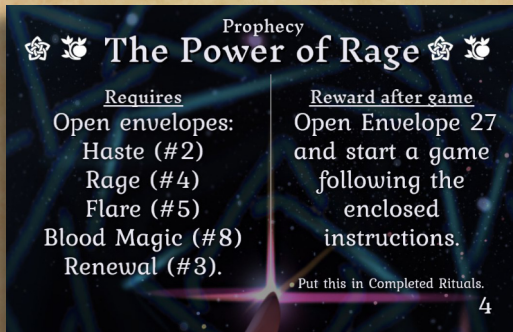 Prophecy
The Power of Rage
Requires
Open envelopes:
Haste (#2)
Rage (#4)
Flare (#5)
Blood Magic (#8)
Renewal (#3).
Reward after game
Open Envelope 27
and start a game
following the
enclosed
instructions.
Put this in Completed Rituals.
4